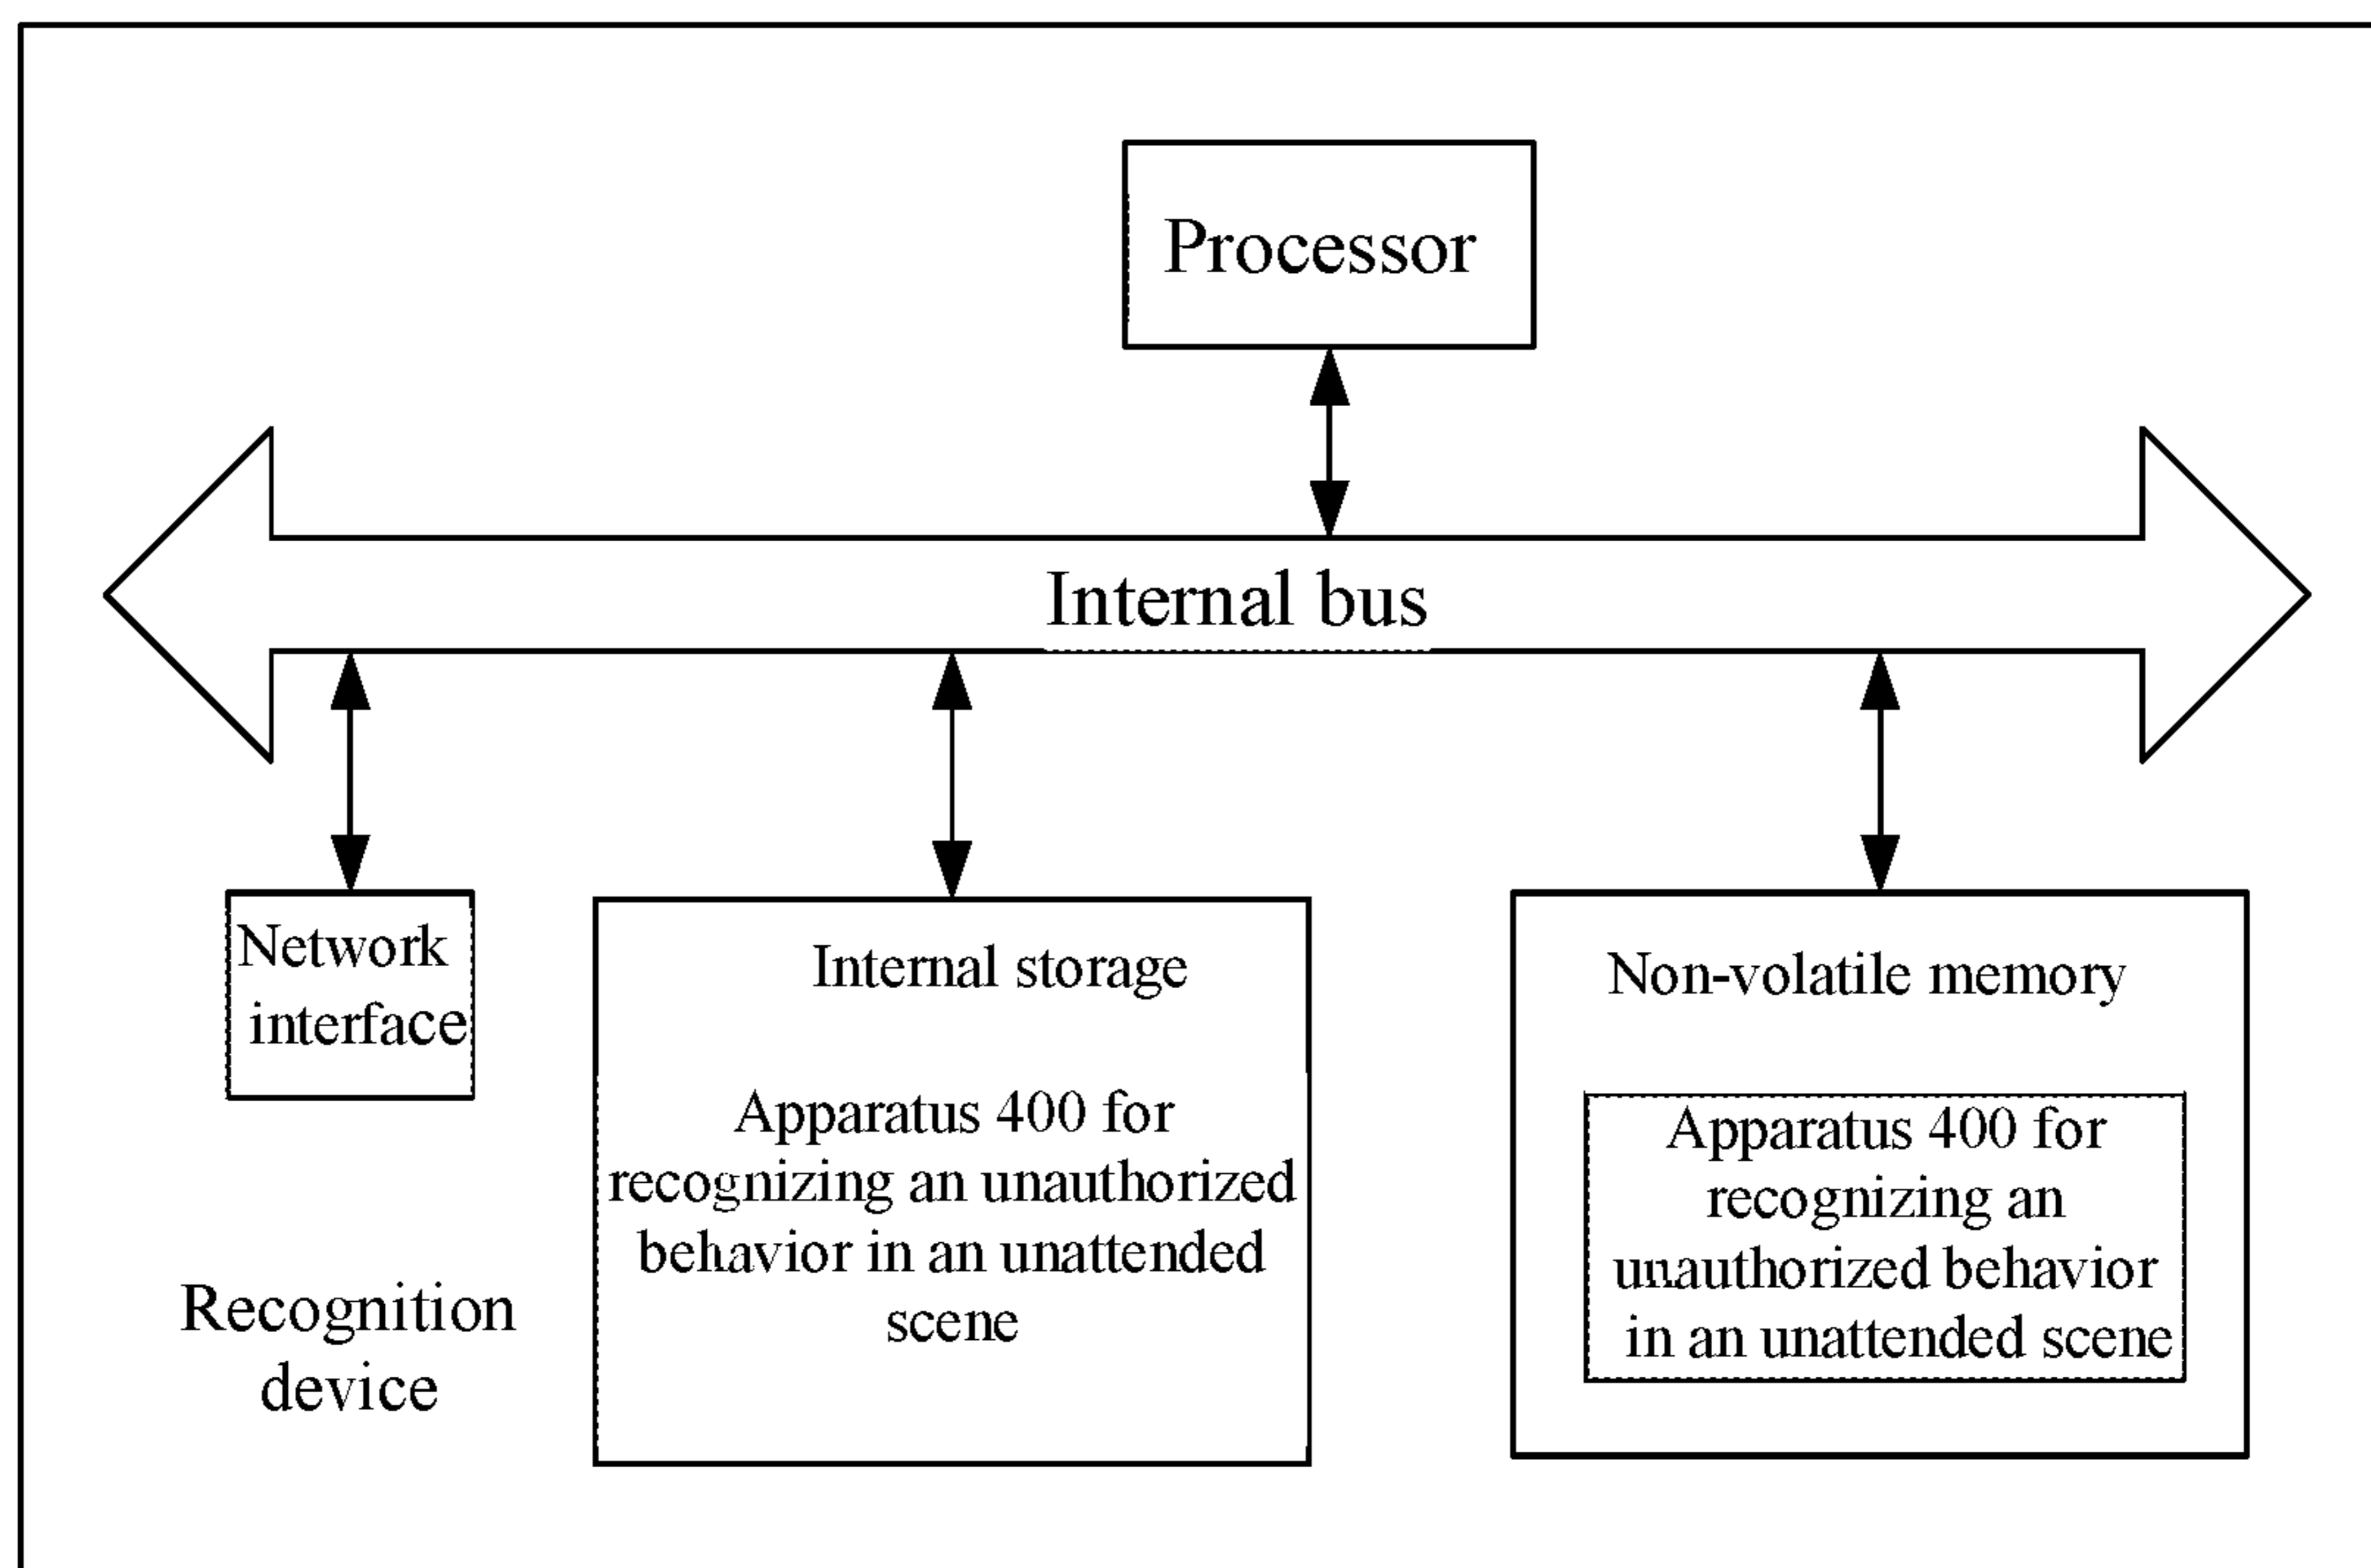 Processor
Internal bus
Network
interface
Internal storage
Apparatus 400 for
recognizing an unauthorized
behavior in an unattended
scene
Non-volatile memory
Apparatus 400 for
recognizing an
unauthorized behavior
in an unattended scene
Recognition
device